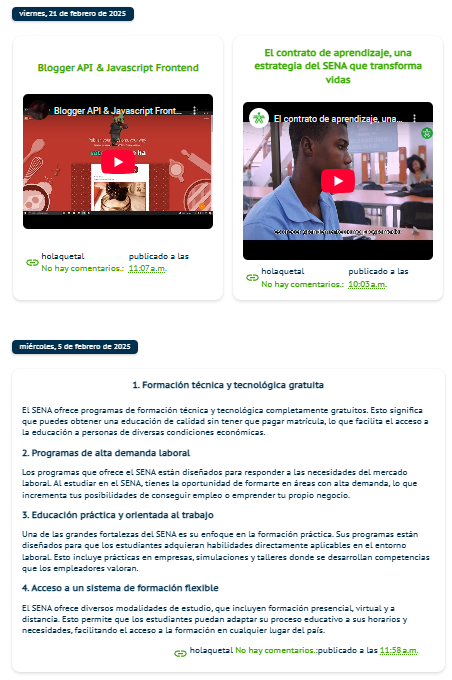 viernes, 21 de febrero de 2025
Blogger API & Javascript Frontend
Blogger API & Javascript Front...
holaquetal
publicado a las
No hay comentarios.:
11:07 a.m.
El contrato de aprendizaje, una
estrategia del SENA que transforma
vidas
El contrato de aprendizaje, una...
holaquetal
publicado a las
No hay comentarios.:
10:03 a.m.
miércoles, 5 de febrero de 2025
1. Formación técnica y tecnológica gratuita
El SENA ofrece programas de formación técnica y tecnológica completamente gratuitos. Esto significa
que puedes obtener una educación de calidad sin tener que pagar matrícula, lo que facilita el acceso a
la educación a personas de diversas condiciones económicas.
2. Programas de alta demanda laboral
Los programas que ofrece el SENA están diseñados para responder a las necesidades del mercado
laboral. Al estudiar en el SENA, tienes la oportunidad de formarte en áreas con alta demanda, lo que
incrementa tus posibilidades de conseguir empleo o emprender tu propio negocio.
3. Educación práctica y orientada al trabajo
Una de las grandes fortalezas del SENA es su enfoque en la formación práctica. Sus programas están
diseñados para que los estudiantes adquieran habilidades directamente aplicables en el entorno
laboral. Esto incluye prácticas en empresas, simulaciones y talleres donde se desarrollan competencias
que los empleadores valoran.
4. Acceso a un sistema de formación flexible
El SENA ofrece diversos modalidades de estudio, que incluyen formación presencial, virtual y a
distancia. Esto permite que los estudiantes puedan adaptar su proceso educativo a sus horarios y
necesidades, facilitando el acceso a la formación en cualquier lugar del país.
holaquetal No hay comentarios.:publicado a las 11:58 a.m.